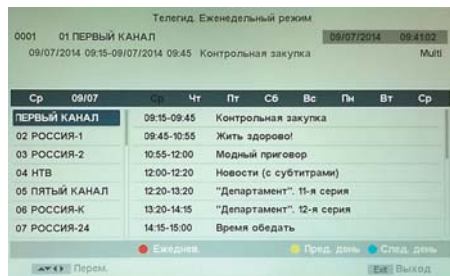 Телегид. Еженедельный режим
0001 01 ПЕРВЫЙ КАНАЛ 09/07/2014 09:41:02
09/07/2014 09:15-09/07/2014 09:45 Контрольная закупка Multi
Ср 09/07 Ср Чт Пт Сб Вс Пн Вт Ср
ПЕРВЫЙ КАНАЛ 09:15-09:45 Контрольная закупка
02 РОССИЯ-1 09:45-10:55 Жить здорово!
03 РОССИЯ-2 10:55-12:00 Модный приговор
04 НТВ 12:00-12:20 Новости (с субтитрами)
05 ПЯТЫЙ КАНАЛ 12:20-13:20 "Департамент". 11-я серия
06 РОССИЯ-К 13:20-14:15 "Департамент". 12-я серия
07 РОССИЯ-24 14:15-15:00 Время обедать
Ежеднев. Пред. день След. день
Перем. Exit Выход